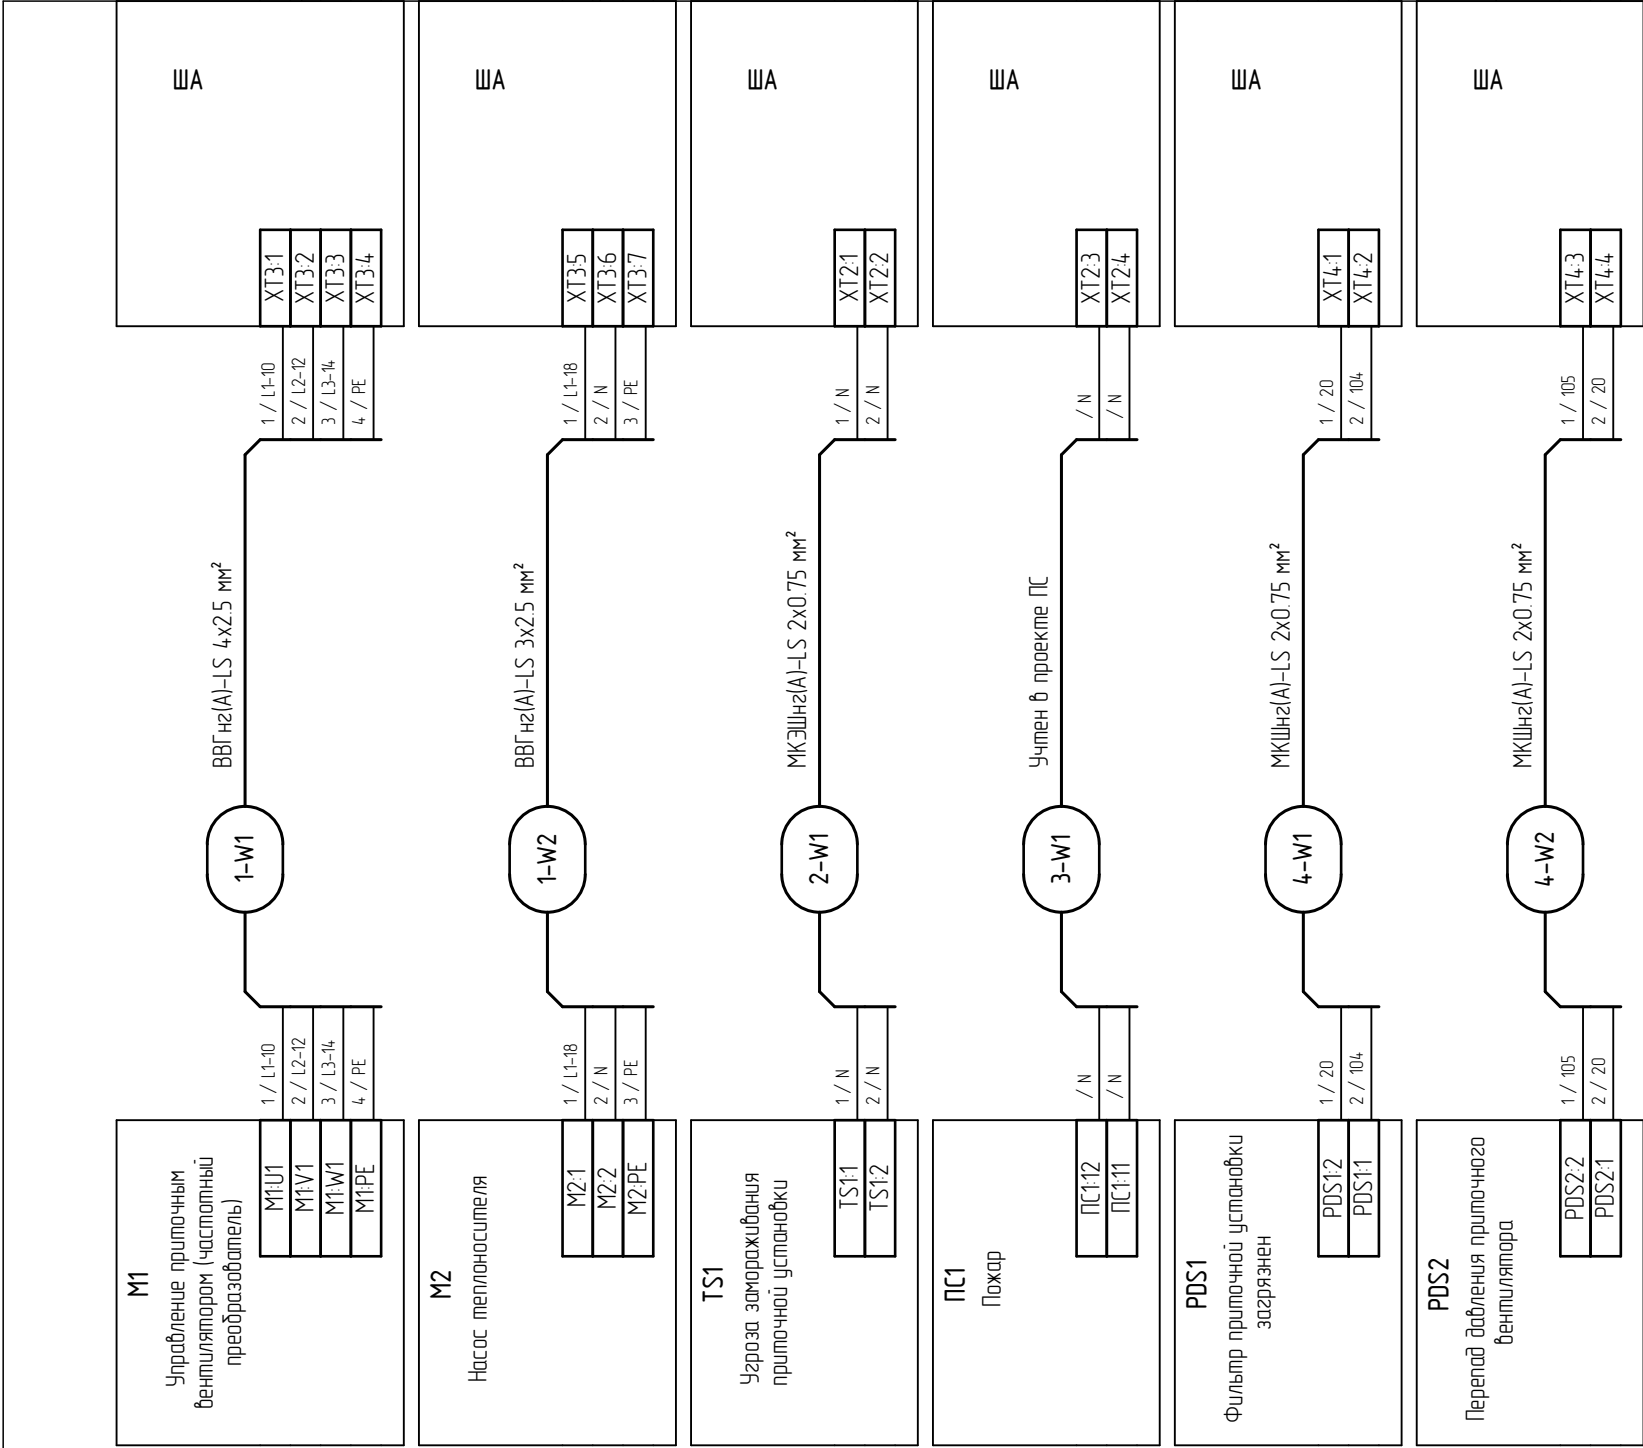 ША
ША
ША
ША
ША
ША
XT3:1
XT3:2
XT3:3
XT3:4
XT3:5
XT3:6
XT3:7
XT2:1
XT2:2
XT2:3
XT2:4
XT4:1
XT4:2
XT4:3
XT4:4
1 / L1-10
2 / L2-12
3 / L3-14
4 / PE
1 / L1-18
2 / N
3 / PE
1 / N
2 / N
/ N
/ N
1 / 20
2 / 104
1 / 105
2 / 20
ВВГнг(А)-LS 4x2.5 мм²
ВВГнг(А)-LS 3x2.5 мм²
МКЭШнг(А)-LS 2x0.75 мм²
Учтен в проекте ПС
МКШнг(А)-LS 2x0.75 мм²
МКШнг(А)-LS 2x0.75 мм²
1-W1
1-W2
2-W1
3-W1
4-W1
4-W2
1 / L1-10
2 / L2-12
3 / L3-14
4 / PE
1 / L1-18
2 / N
3 / PE
1 / N
2 / N
/ N
/ N
1 / 20
2 / 104
1 / 105
2 / 20
M1
Управление приточным
вентилятором (частотный
преобразователь)
M1:U1
M1:V1
M1:W1
M1:PE
M2
Насос теплоносителя
M2:1
M2:2
M2:PE
TS1
Угроза замораживания
приточной установки
TS1:1
TS1:2
ПС1
Пожар
ПС1:12
ПС1:11
PDS1
Фильтр приточной установки
загрязнен
PDS1:2
PDS1:1
PDS2
Перепад давления приточного
вентилятора
PDS2:2
PDS2:1